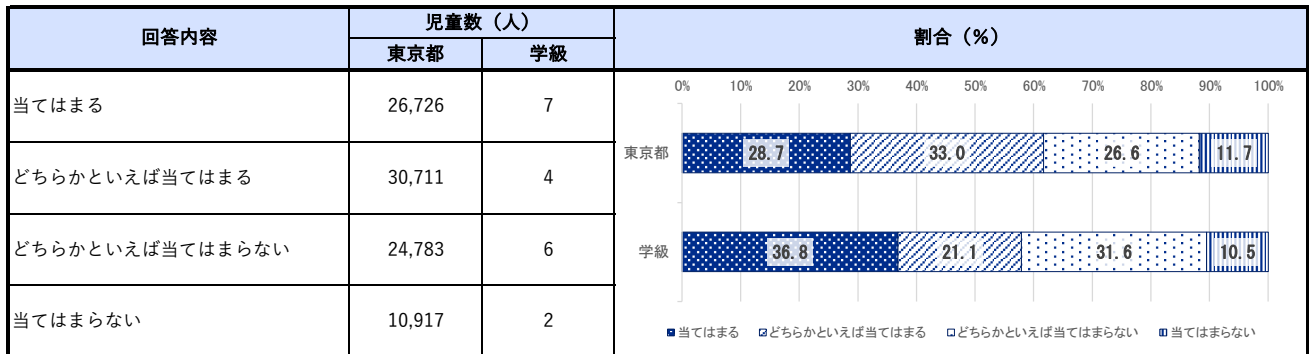 回答内容 児童数（人） 割合（％）
東京都 学級
当てはまる 26,726 7
どちらかといえば当てはまる 30,711 4
どちらかといえば当てはまらない 24,783 6
当てはまらない 10,917 2
0% 10% 20% 30% 40% 50% 60% 70% 80% 90% 100%
東京都 28.7 33.0 26.6 11.7
学級 36.8 21.1 31.6 10.5
当てはまる どちらかといえば当てはまる どちらかといえば当てはまらない 当てはまらない